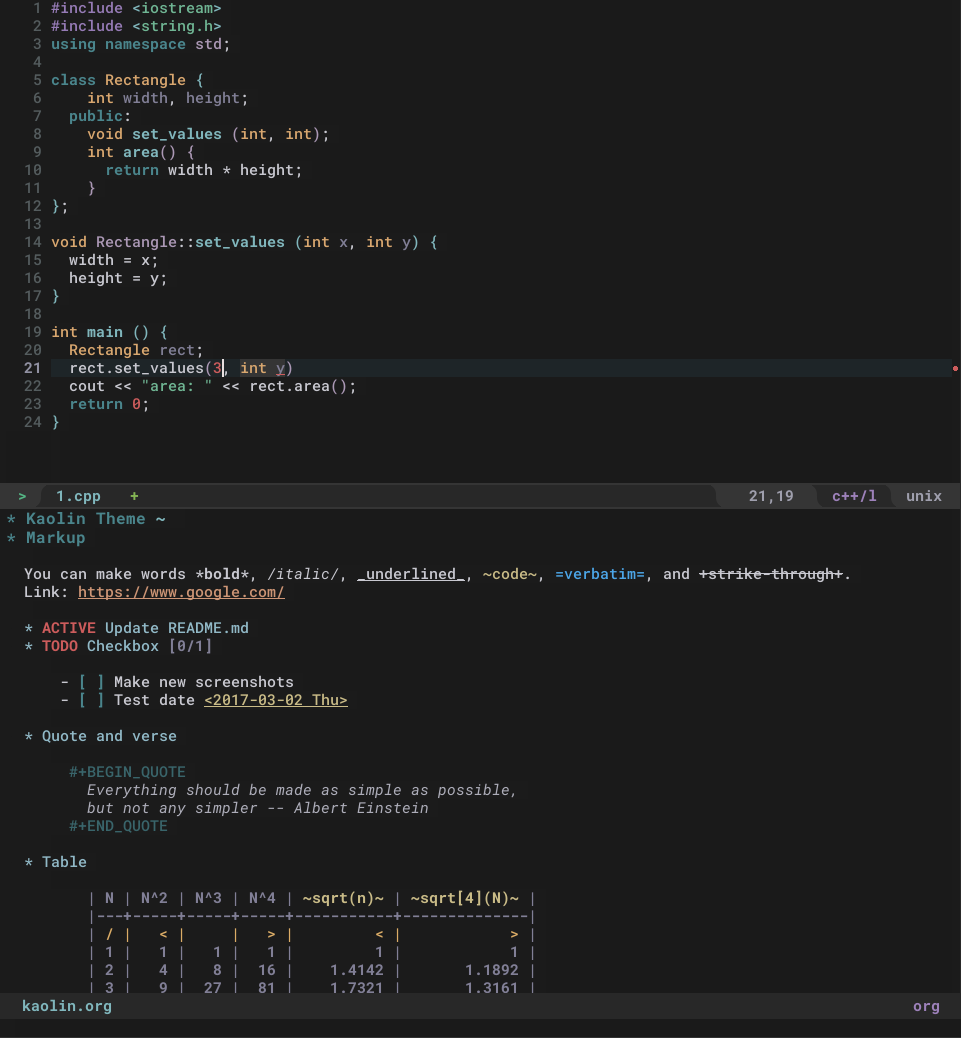 1 #include <iostream>
2 #include <string.h>
3 using namespace std;
4
5 class Rectangle {
6     int width, height;
7   public:
8     void set_values (int, int);
9     int area() {
10       return width * height;
11     }
12 };
13
14 void Rectangle::set_values (int x, int y) {
15   width = x;
16   height = y;
17 }
18
19 int main () {
20   Rectangle rect;
21   rect.set_values(3, int y)
22   cout << "area: " << rect.area();
23   return 0;
24 }
> 1.cpp + 21,19 c++/l unix
* Kaolin Theme ~
* Markup
You can make words *bold*, /italic/, _underlined_, ~code~, =verbatim=, and +strike-through+.
Link: https://www.google.com/
* ACTIVE Update README.md
* TODO Checkbox [0/1]
- [ ] Make new screenshots
- [ ] Test date <2017-03-02 Thu>
* Quote and verse
#+BEGIN_QUOTE
Everything should be made as simple as possible,
but not any simpler -- Albert Einstein
#+END_QUOTE
* Table
| N | N^2 | N^3 | N^4 | ~sqrt(n)~ | ~sqrt[4](N)~ |
|---+-----+-----+-----+-----------+--------------|
| / |   < |     |   > |         < |            > |
| 1 |   1 |   1 |   1 |         1 |            1 |
| 2 |   4 |   8 |  16 |    1.4142 |       1.1892 |
| 3 |   9 |  27 |  81 |    1.7321 |       1.3161 |
kaolin.org org